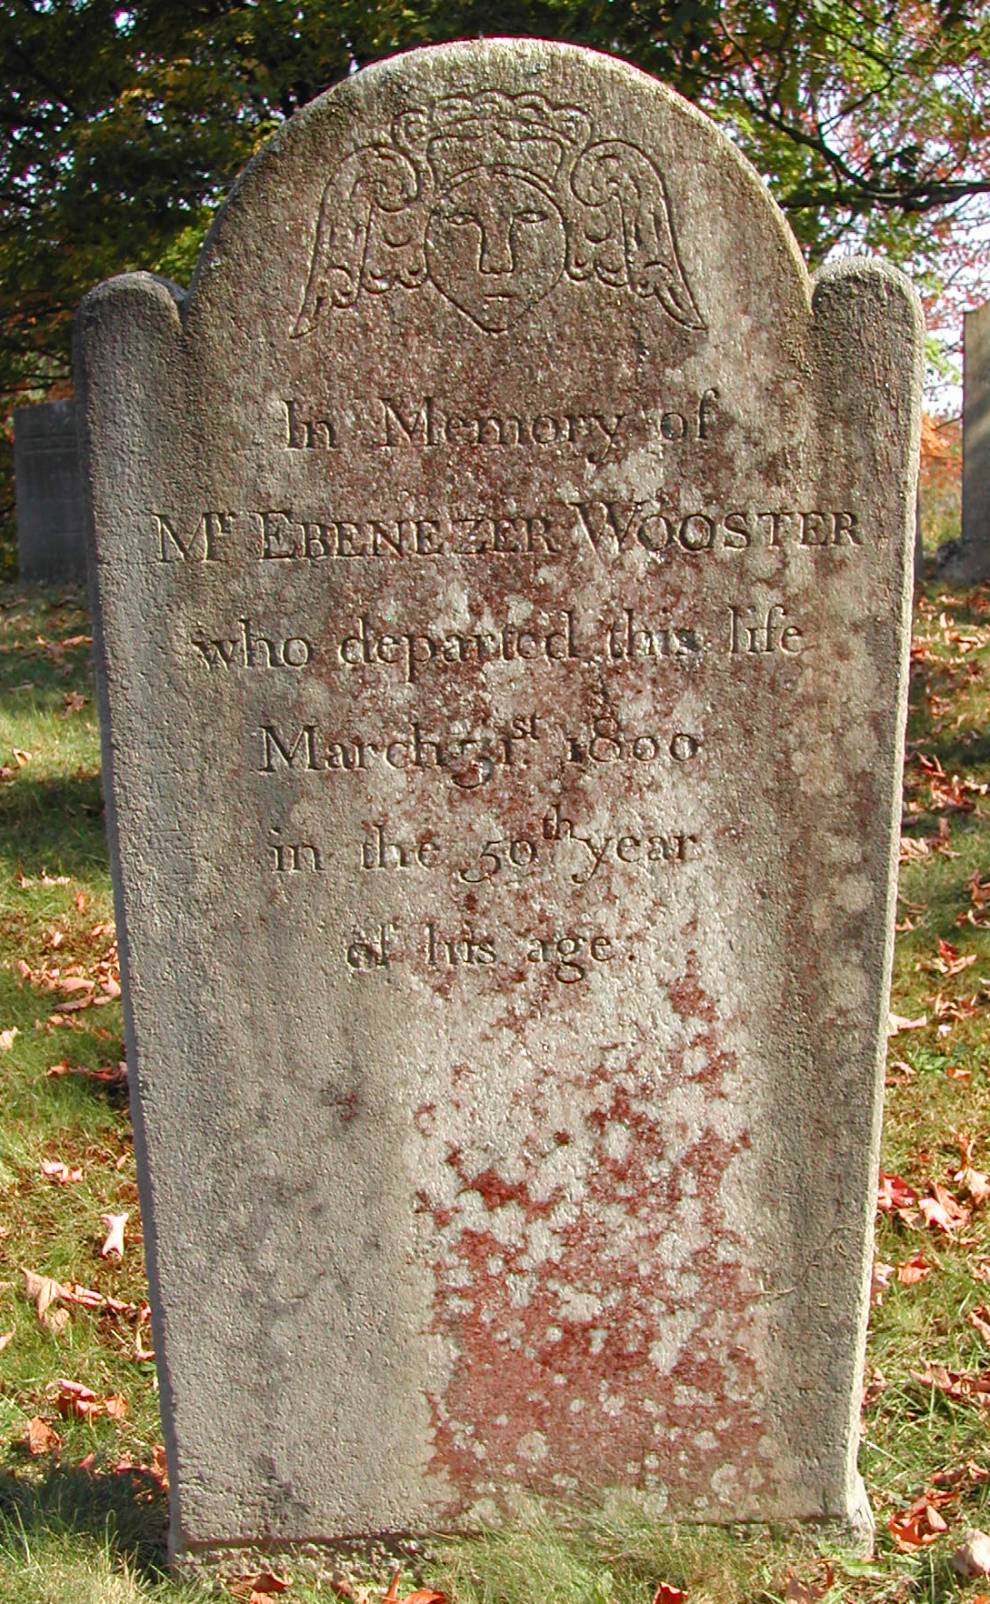 In Memory of
Mr EBENEZER WOOSTER
who departed this life
March 31st 1800
in the 59th year
of his age.